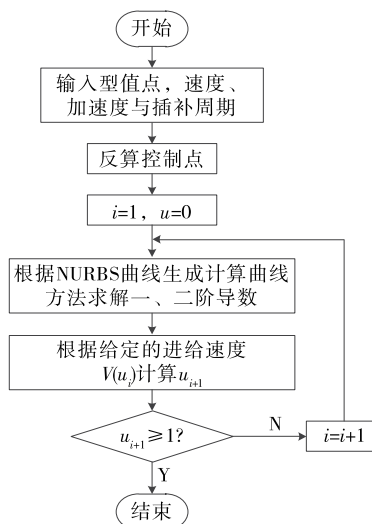 开始
输入型值点，速度、
加速度与插补周期
反算控制点
i=1，u=0
根据NURBS曲线生成计算曲线
方法求解一、二阶导数
根据给定的进给速度
V(uᵢ)计算uᵢ₊₁
uᵢ₊₁≥1?
N
i=i+1
Y
结束